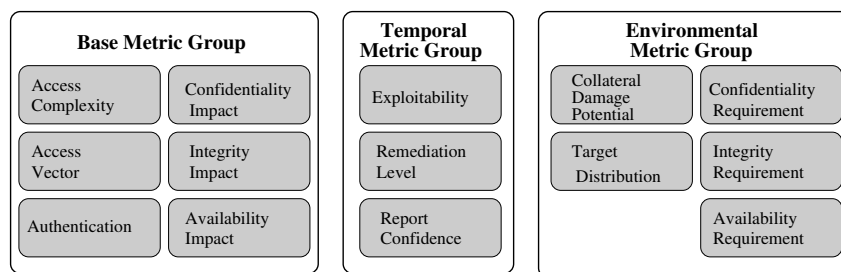 Base Metric Group
Access
Complexity
Confidentiality
Impact
Access
Vector
Integrity
Impact
Authentication
Availability
Impact
Temporal
Metric Group
Exploitability
Remediation
Level
Report
Confidence
Environmental
Metric Group
Collateral
Damage
Potential
Confidentiality
Requirement
Target
Distribution
Integrity
Requirement
Availability
Requirement